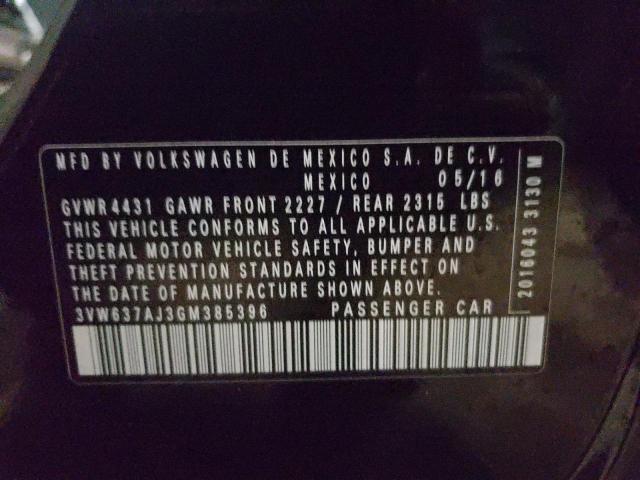 MFD BY VOLKSWAGEN DE MEXICO S.A. DE C.V.
MEXICO 05/16
GVWR 4431 GAWR FRONT 2227 / REAR 2315 LBS
THIS VEHICLE CONFORMS TO ALL APPLICABLE U.S.
FEDERAL MOTOR VEHICLE SAFETY, BUMPER AND
THEFT PREVENTION STANDARDS IN EFFECT ON
THE DATE OF MANUFACTURE SHOWN ABOVE.
3VW637AJ3GM385396 PASSENGER CAR
2016043 3130 M